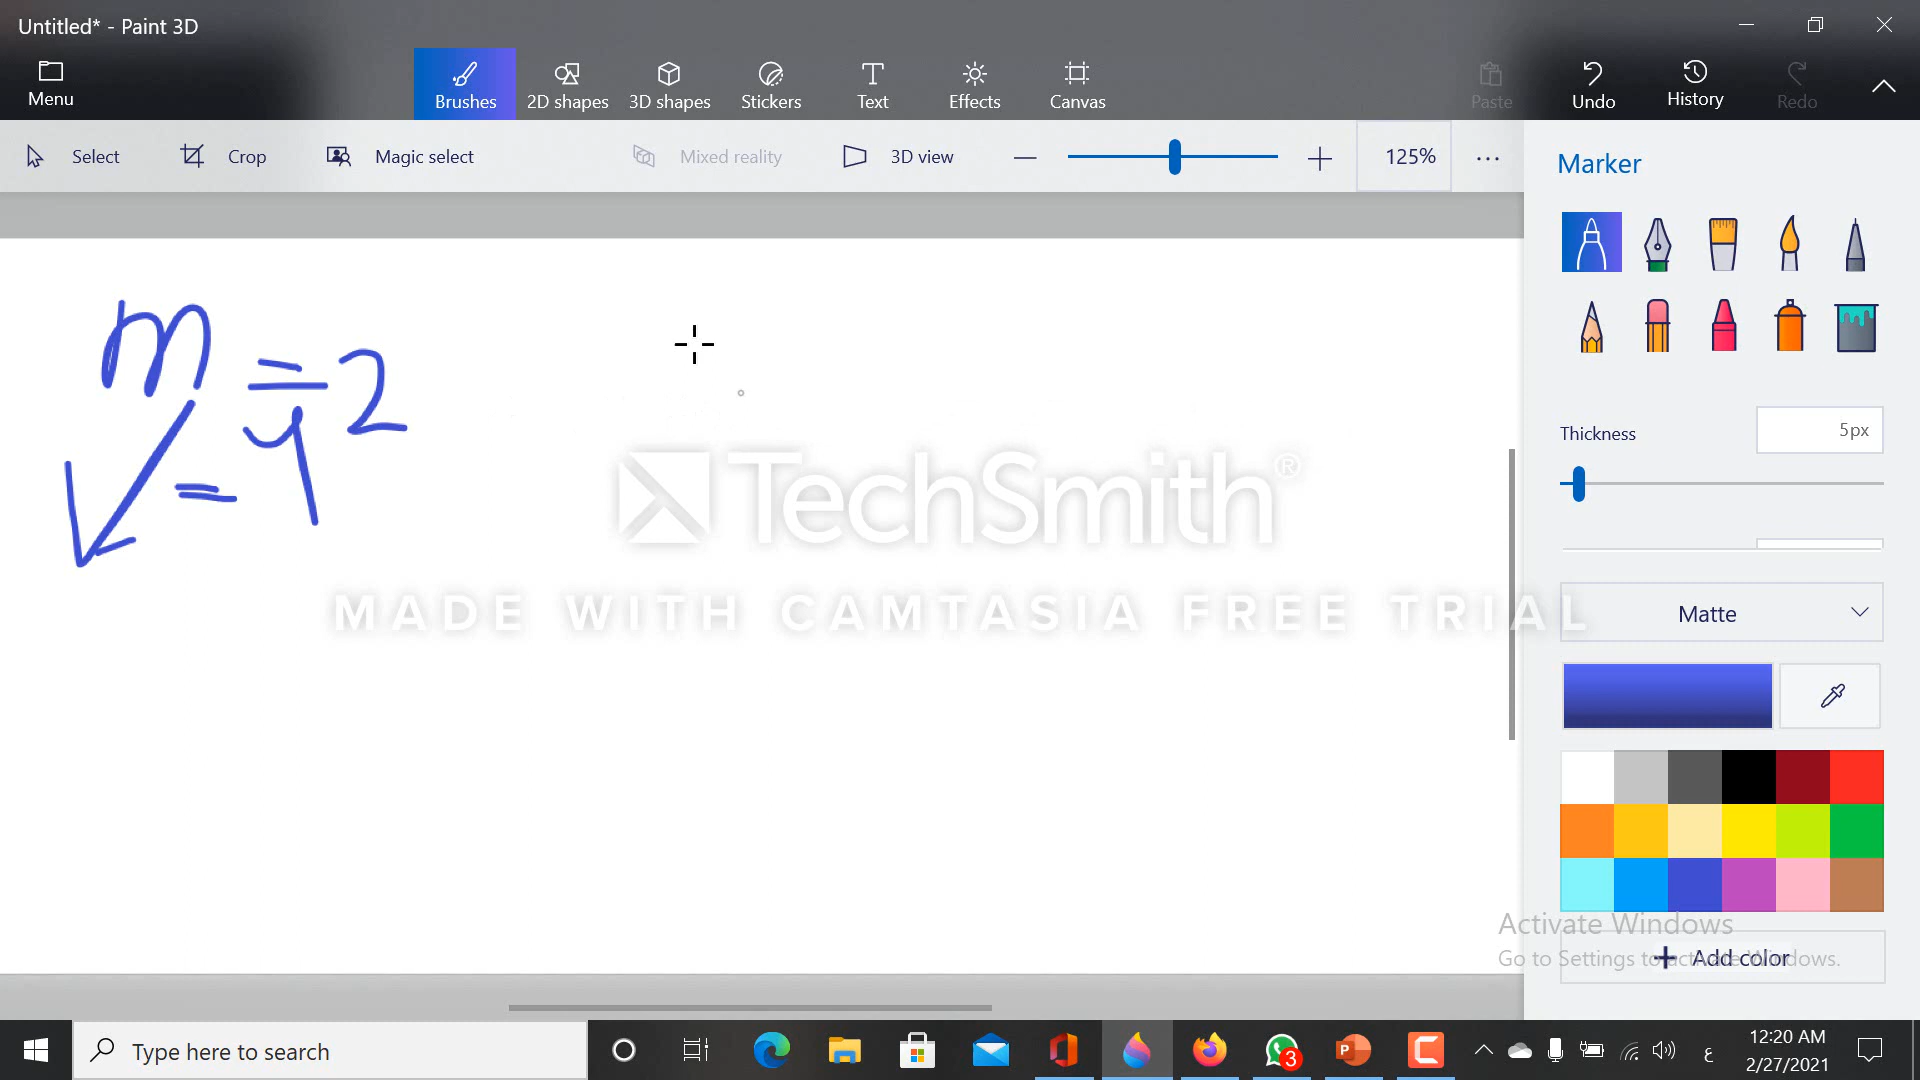 Untitled* - Paint 3D
Menu
Brushes
2D shapes
3D shapes
Stickers
Text
Effects
Canvas
Paste
Undo
History
Redo
Select
Crop
Magic select
Mixed reality
3D view
125%
Marker
m = 2
= 4
TechSmith®
MADE WITH CAMTASIA FREE TRIAL
Thickness
5px
Matte
Activate Windows
Go to Settings to activate Windows.
Add color
Type here to search
3
ع
12:20 AM
2/27/2021